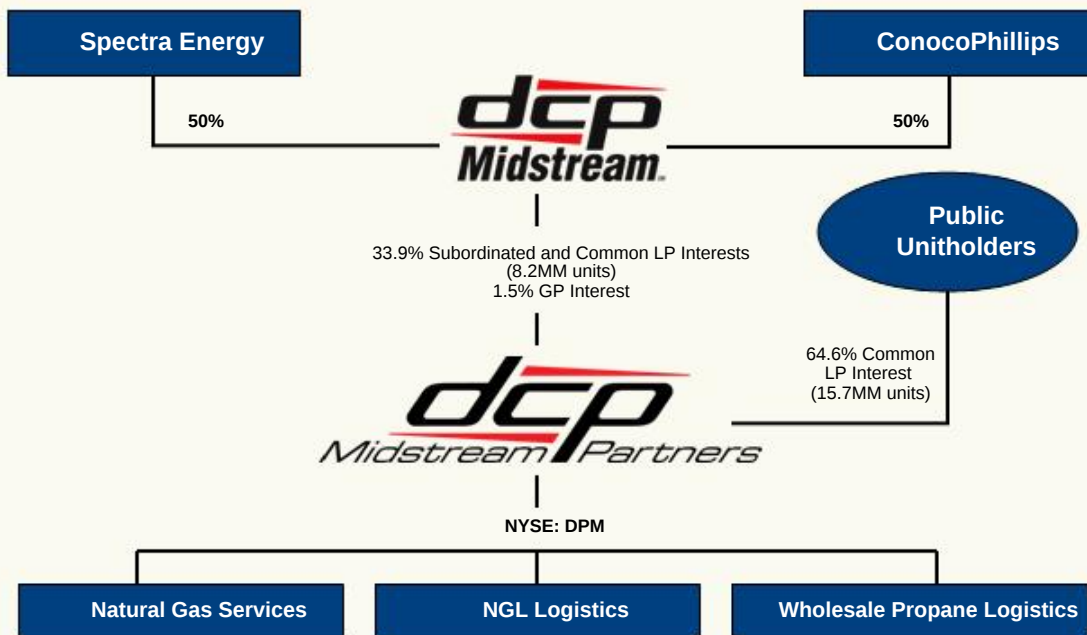 Spectra Energy
ConocoPhillips
50%
50%
dcp
Midstream.
Public
Unitholders
33.9% Subordinated and Common LP Interests
(8.2MM units)
1.5% GP Interest
64.6% Common
LP Interest
(15.7MM units)
dcp
Midstream Partners
NYSE: DPM
Natural Gas Services
NGL Logistics
Wholesale Propane Logistics